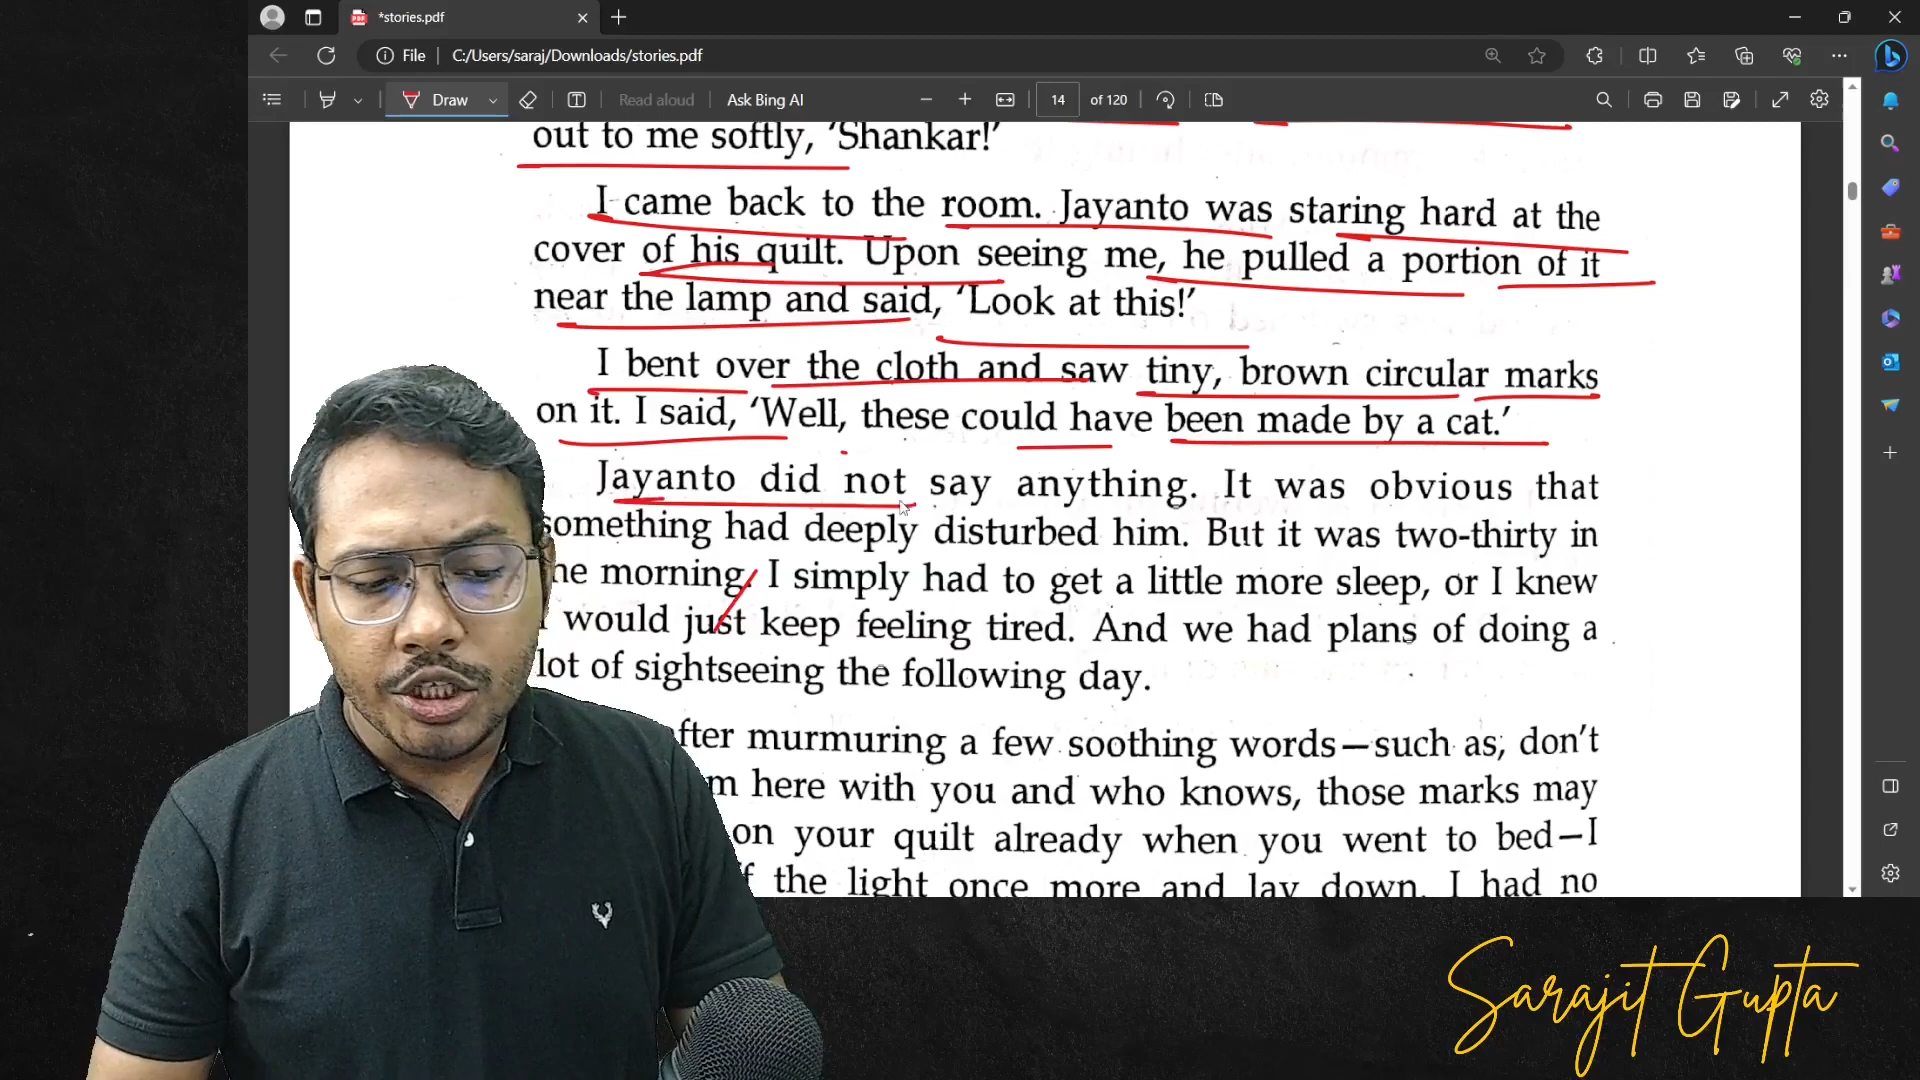 *stories.pdf
File C:/Users/saraj/Downloads/stories.pdf
Draw Read aloud Ask Bing AI 14 of 120
out to me softly, ‘Shankar!’
I came back to the room. Jayanto was staring hard at the
cover of his quilt. Upon seeing me, he pulled a portion of it
near the lamp and said, ‘Look at this!’
I bent over the cloth and saw tiny, brown circular marks
on it. I said, ‘Well, these could have been made by a cat.’
Jayanto did not say anything. It was obvious that
something had deeply disturbed him. But it was two-thirty in
he morning. I simply had to get a little more sleep, or I knew
I would just keep feeling tired. And we had plans of doing a
lot of sightseeing the following day.
fter murmuring a few soothing words—such as, don’t
m here with you and who knows, those marks may
on your quilt already when you went to bed—I
f the light once more and lay down. I had no
Sarajit Gupta